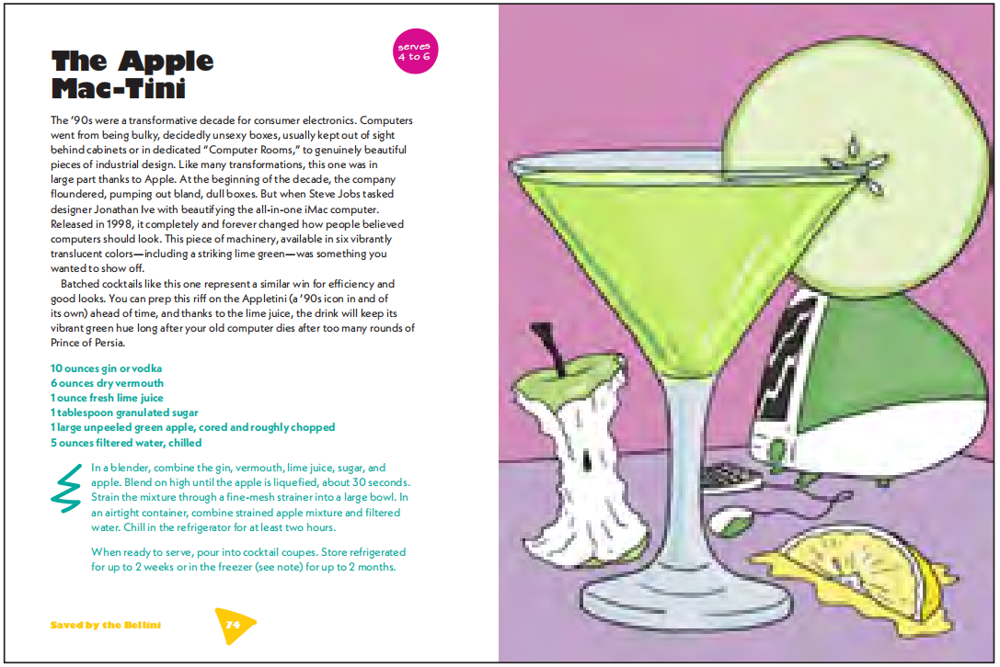 The Apple
Mac-Tini
serves
4 to 6
The '90s were a transformative decade for consumer electronics. Computers
went from being bulky, decidedly unsexy boxes, usually kept out of sight
behind cabinets or in dedicated “Computer Rooms,” to genuinely beautiful
pieces of industrial design. Like many transformations, this one was in
large part thanks to Apple. At the beginning of the decade, the company
floundered, pumping out bland, dull boxes. But when Steve Jobs tasked
designer Jonathan Ive with beautifying the all-in-one iMac computer.
Released in 1998, it completely and forever changed how people believed
computers should look. This piece of machinery, available in six vibrantly
translucent colors—including a striking lime green—was something you
wanted to show off.
Batched cocktails like this one represent a similar win for efficiency and
good looks. You can prep this riff on the Appletini (a '90s icon in and of
its own) ahead of time, and thanks to the lime juice, the drink will keep its
vibrant green hue long after your old computer dies after too many rounds of
Prince of Persia.
10 ounces gin or vodka
6 ounces dry vermouth
1 ounce fresh lime juice
1 tablespoon granulated sugar
1 large unpeeled green apple, cored and roughly chopped
5 ounces filtered water, chilled
In a blender, combine the gin, vermouth, lime juice, sugar, and
apple. Blend on high until the apple is liquefied, about 30 seconds.
Strain the mixture through a fine-mesh strainer into a large bowl. In
an airtight container, combine strained apple mixture and filtered
water. Chill in the refrigerator for at least two hours.
When ready to serve, pour into cocktail coupes. Store refrigerated
for up to 2 weeks or in the freezer (see note) for up to 2 months.
Saved by the Bellini
74